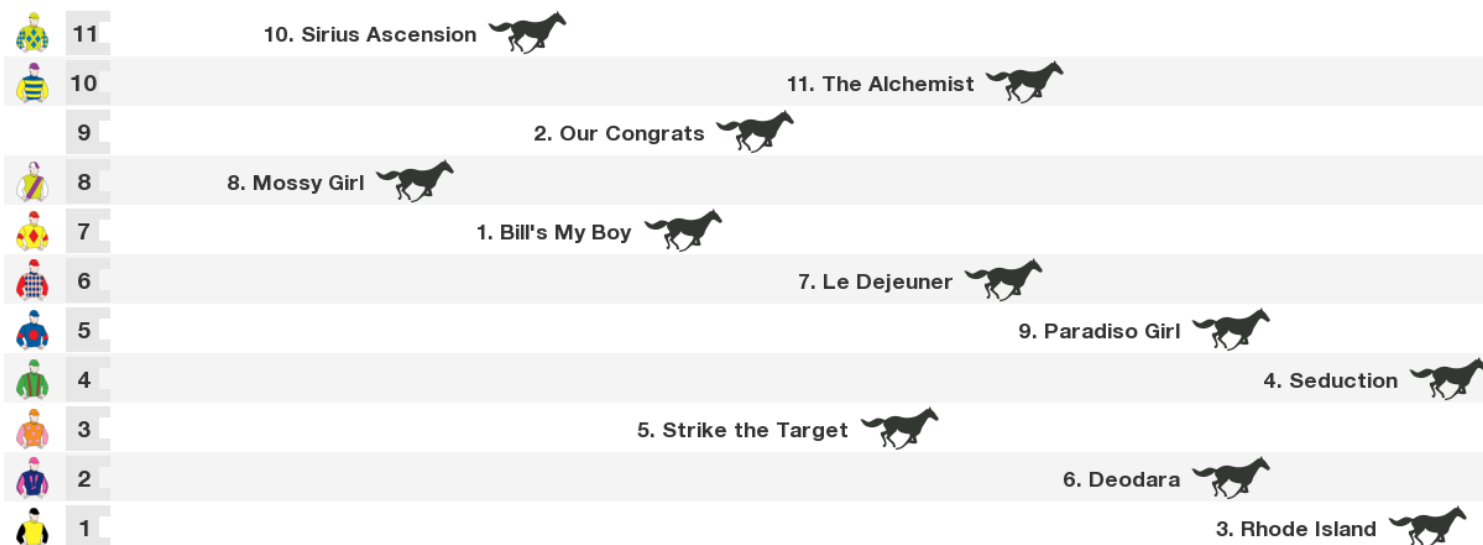 11 10. Sirius Ascension
10 11. The Alchemist
9 2. Our Congrats
8 8. Mossy Girl
7 1. Bill's My Boy
6 7. Le Dejeuner
5 9. Paradiso Girl
4 4. Seduction
3 5. Strike the Target
2 6. Deodara
1 3. Rhode Island